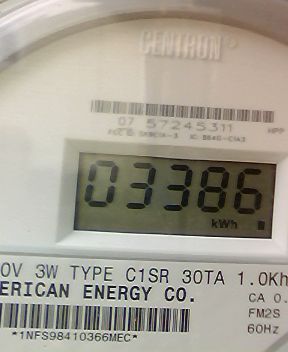 CENTRON®
07 57245311 HPP
03386
kWh
0V 3W TYPE C1SR 30TA 1.0Kh
ERICAN ENERGY CO. CA 0.
FM2S
60Hz
*1NFS98410366MEC*